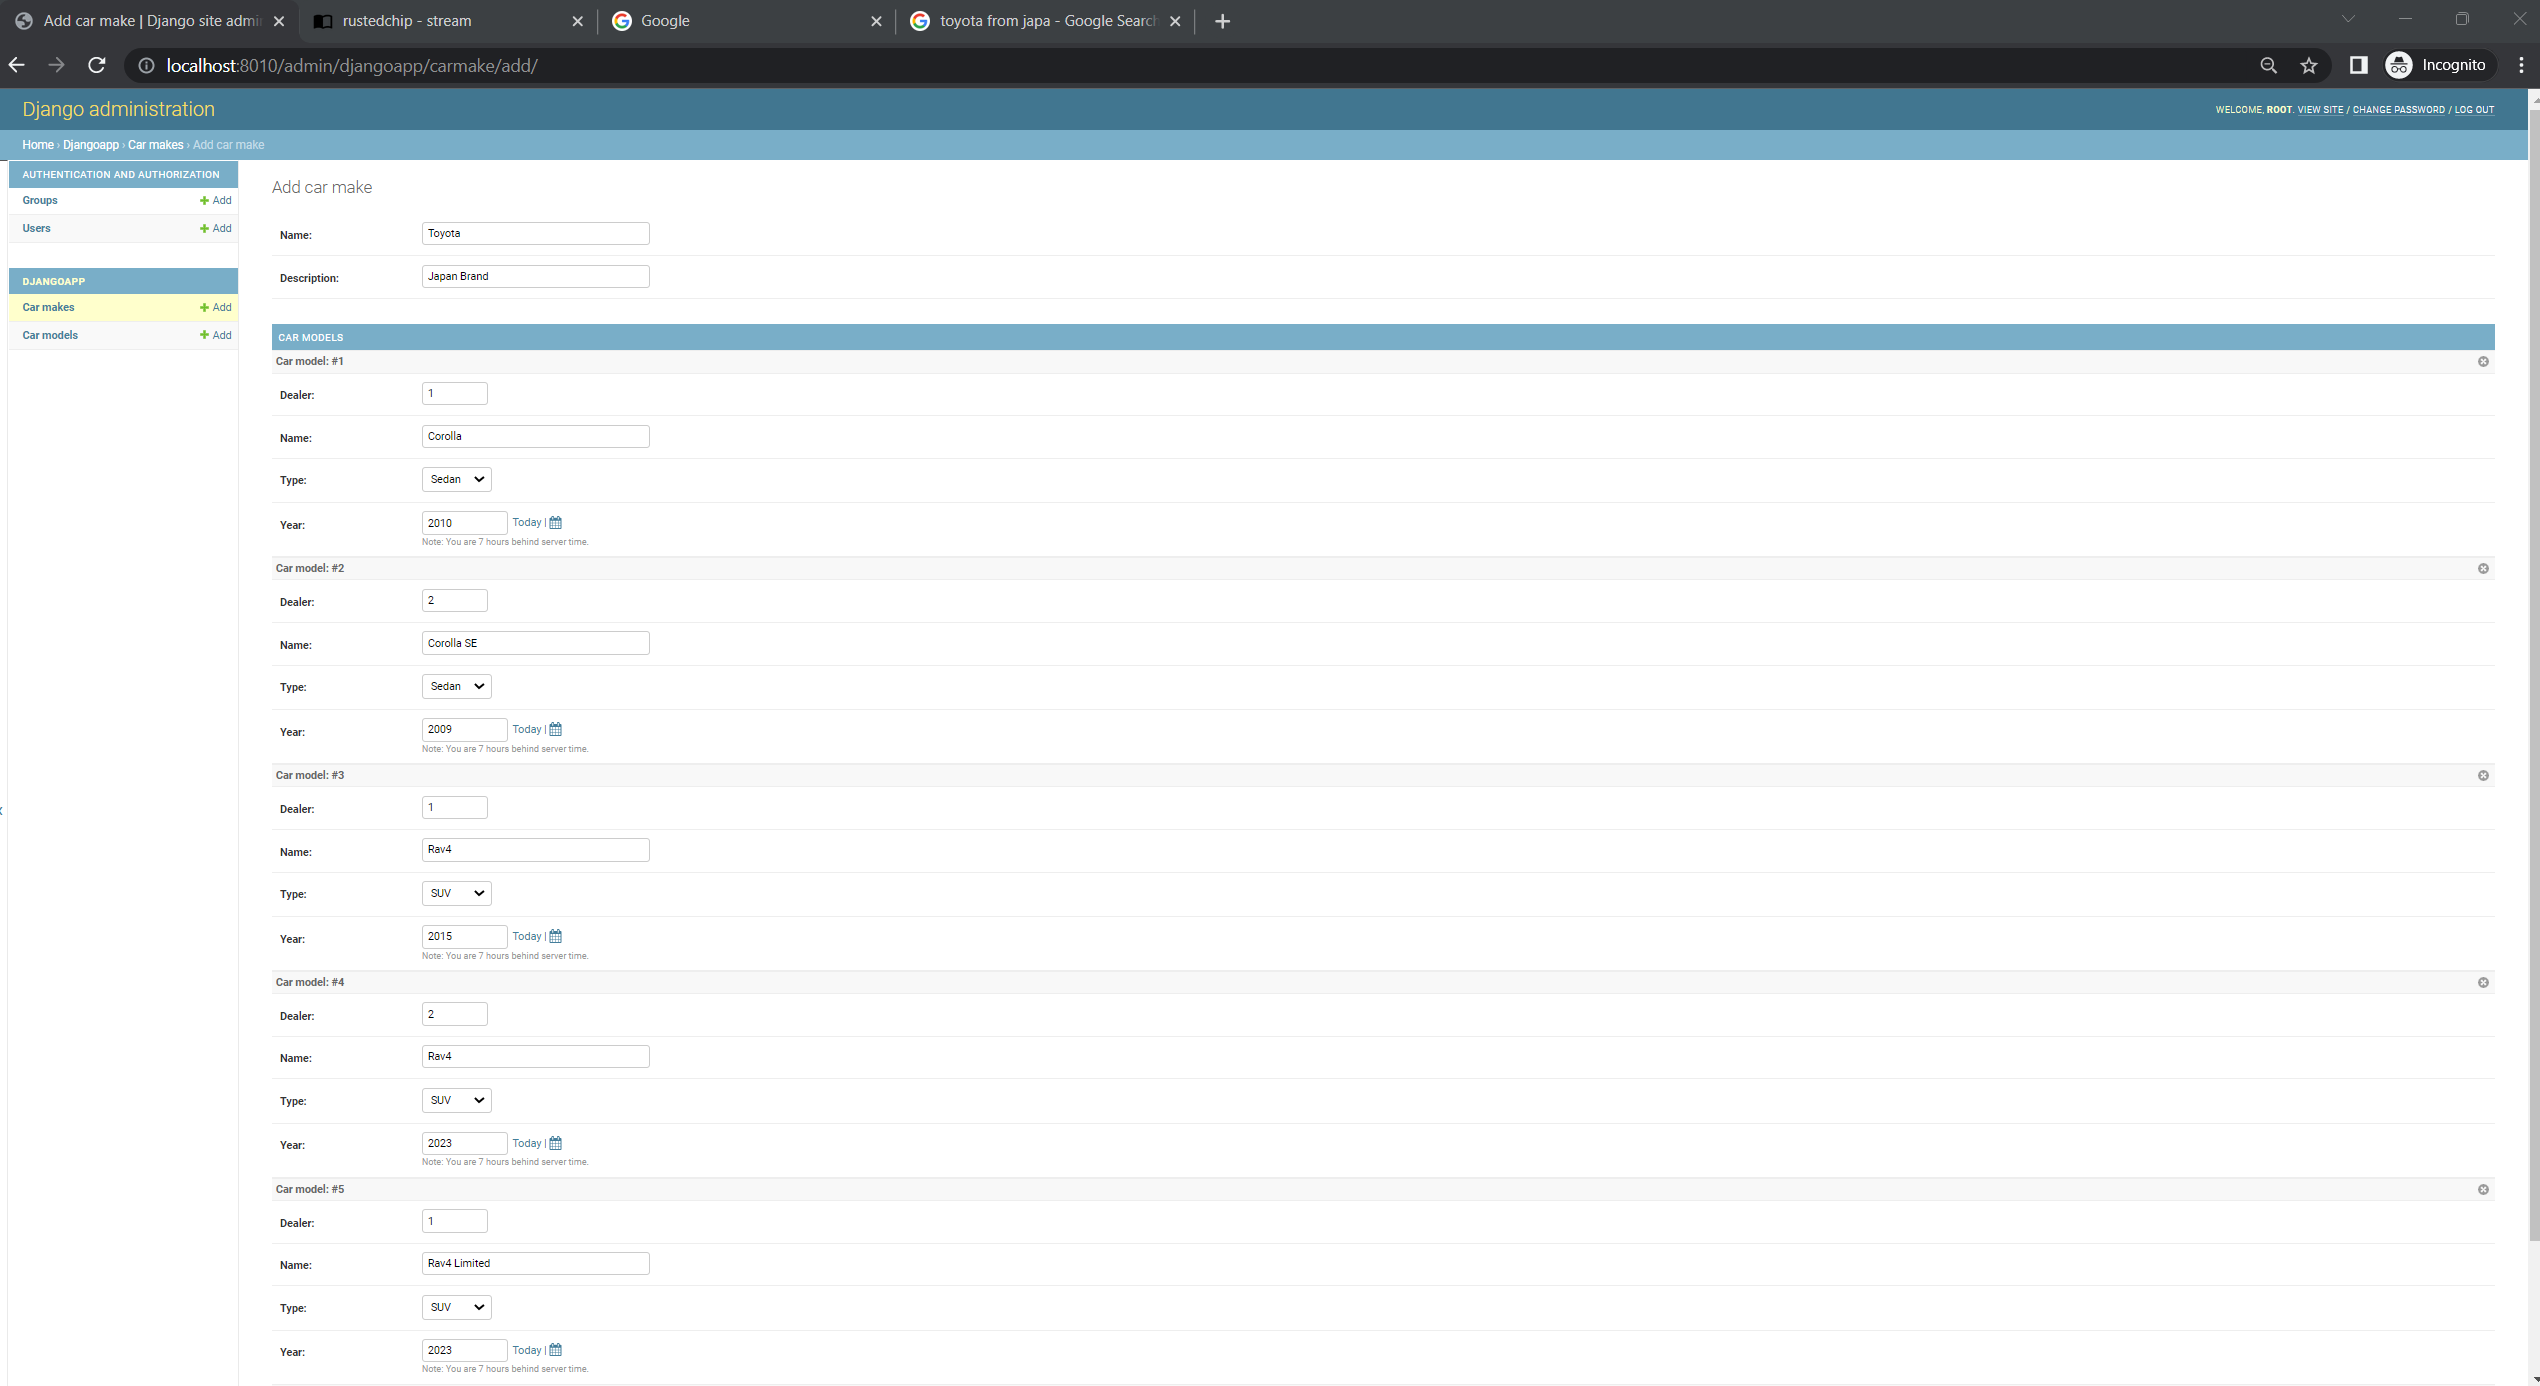 Add car make | Django site admi
rustedchip - stream
Google
toyota from japa - Google Search
localhost:8010/admin/djangoapp/carmake/add/
Incognito
Django administration
WELCOME, ROOT. VIEW SITE / CHANGE PASSWORD / LOG OUT
Home › Djangoapp › Car makes › Add car make
AUTHENTICATION AND AUTHORIZATION
Groups + Add
Users + Add
DJANGOAPP
Car makes + Add
Car models + Add
Add car make
Name: Toyota
Description: Japan Brand
CAR MODELS
Car model: #1
Dealer: 1
Name: Corolla
Type: Sedan
Year: 2010 Today |
Note: You are 7 hours behind server time.
Car model: #2
Dealer: 2
Name: Corolla SE
Type: Sedan
Year: 2009 Today |
Note: You are 7 hours behind server time.
Car model: #3
Dealer: 1
Name: Rav4
Type: SUV
Year: 2015 Today |
Note: You are 7 hours behind server time.
Car model: #4
Dealer: 2
Name: Rav4
Type: SUV
Year: 2023 Today |
Note: You are 7 hours behind server time.
Car model: #5
Dealer: 1
Name: Rav4 Limited
Type: SUV
Year: 2023 Today |
Note: You are 7 hours behind server time.